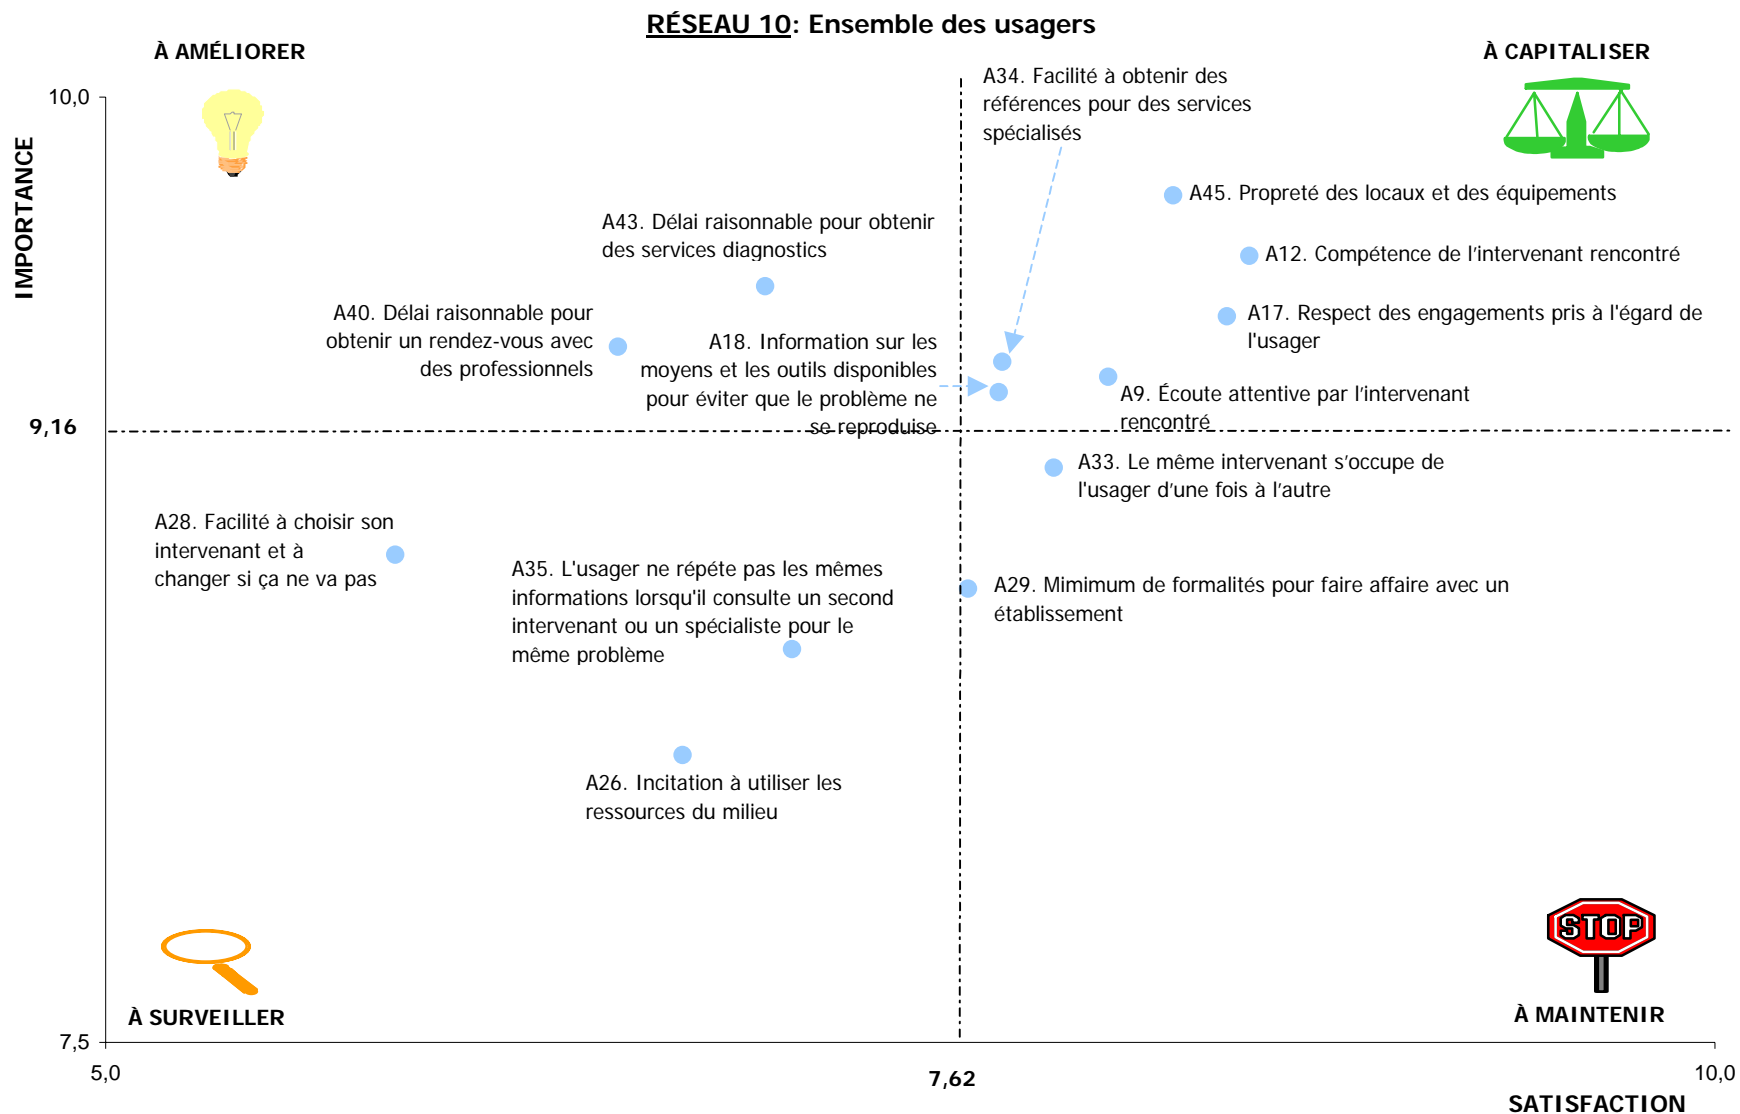 RÉSEAU 10: Ensemble des usagers
À AMÉLIORER
À CAPITALISER
IMPORTANCE
10,0
A34. Facilité à obtenir des
références pour des services
spécialisés
A45. Propreté des locaux et des équipements
A43. Délai raisonnable pour obtenir
des services diagnostics
A12. Compétence de l’intervenant rencontré
A40. Délai raisonnable pour
obtenir un rendez-vous avec
des professionnels
A18. Information sur les
moyens et les outils disponibles
pour éviter que le problème ne
se reproduise
A17. Respect des engagements pris à l'égard de
l'usager
A9. Écoute attentive par l’intervenant
rencontré
9,16
A33. Le même intervenant s’occupe de
l'usager d’une fois à l’autre
A28. Facilité à choisir son
intervenant et à
changer si ça ne va pas
A35. L'usager ne répéte pas les mêmes
informations lorsqu'il consulte un second
intervenant ou un spécialiste pour le
même problème
A29. Mimimum de formalités pour faire affaire avec un
établissement
A26. Incitation à utiliser les
ressources du milieu
STOP
À SURVEILLER
À MAINTENIR
7,5
5,0
7,62
10,0
SATISFACTION